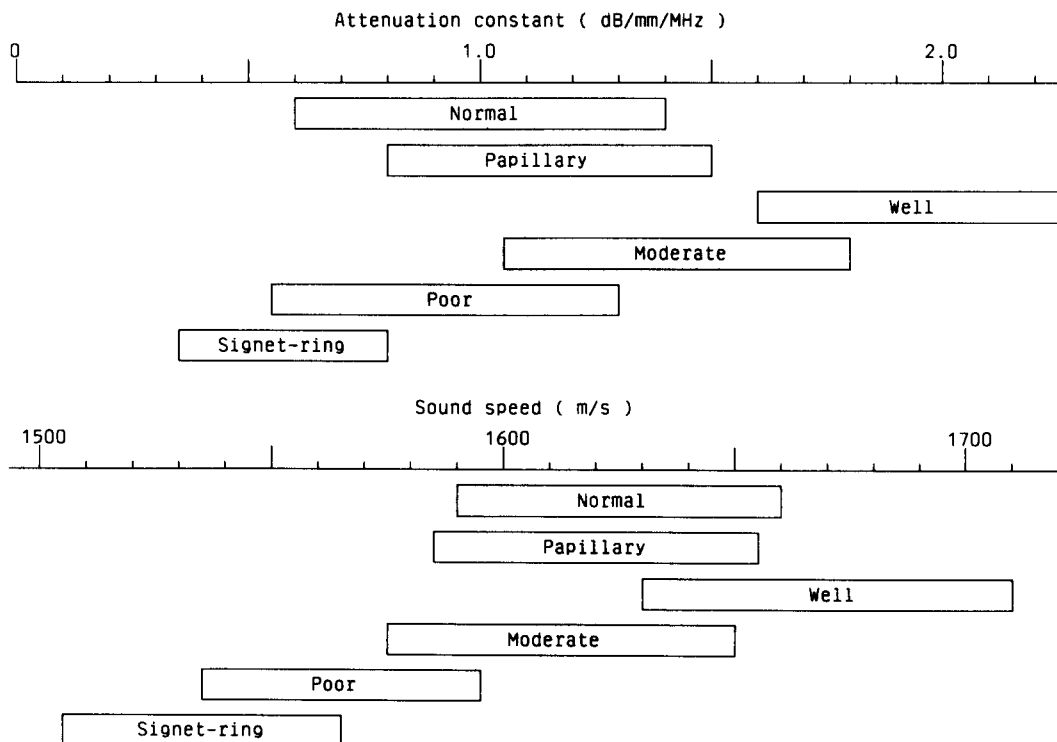 Attenuation constant ( dB/mm/MHz )
0 1.0 2.0
Normal
Papillary
Well
Moderate
Poor
Signet-ring
Sound speed ( m/s )
1500 1600 1700
Normal
Papillary
Well
Moderate
Poor
Signet-ring